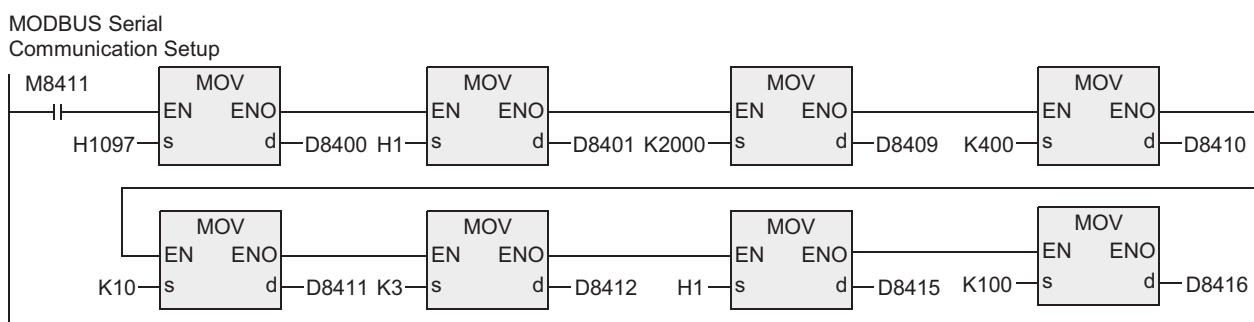 MODBUS Serial
Communication Setup
M8411 MOV MOV MOV MOV
EN ENO EN ENO EN ENO EN ENO
H1097 s d D8400 H1 s d D8401 K2000 s d D8409 K400 s d D8410
MOV MOV MOV MOV
EN ENO EN ENO EN ENO EN ENO
K10 s d D8411 K3 s d D8412 H1 s d D8415 K100 s d D8416